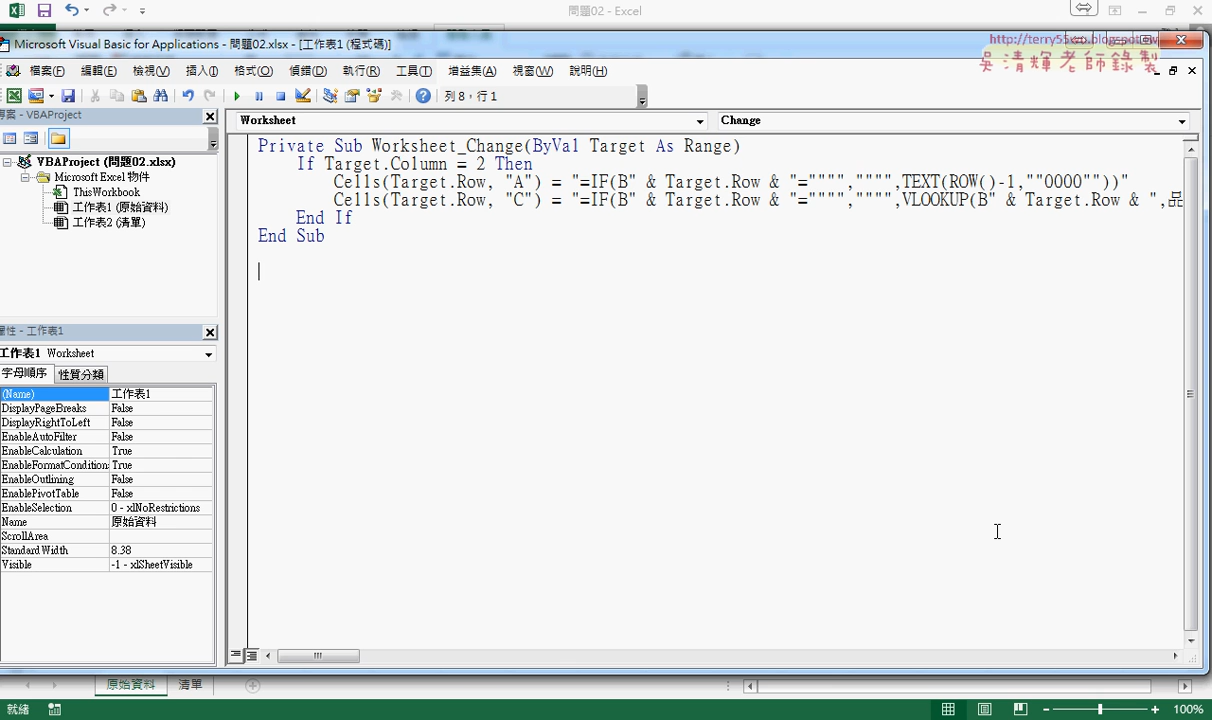 問題02 - Excel
Microsoft Visual Basic for Applications - 問題02.xlsx - [工作表1 (程式碼)]
吳清輝老師錄製
檔案(F) 編輯(E) 檢視(V) 插入(I) 格式(O) 偵錯(D) 執行(R) 工具(T) 增益集(A) 視窗(W) 說明(H)
列 8，行 1
專案 - VBAProject
VBAProject (問題02.xlsx)
Microsoft Excel 物件
ThisWorkbook
工作表1 (原始資料)
工作表2 (清單)
Worksheet
Change
Private Sub Worksheet_Change(ByVal Target As Range)
If Target.Column = 2 Then
Cells(Target.Row, "A") = "=IF(B" & Target.Row & "="""","""",TEXT(ROW()-1,""0000""))"
Cells(Target.Row, "C") = "=IF(B" & Target.Row & "="""","""",VLOOKUP(B" & Target.Row & ",品
End If
End Sub
屬性 - 工作表1
工作表1 Worksheet
字母順序 性質分類
(Name) 工作表1
DisplayPageBreaks False
DisplayRightToLeft False
EnableAutoFilter False
EnableCalculation True
EnableFormatCondition True
EnableOutlining False
EnablePivotTable False
EnableSelection 0 - xlNoRestrictions
Name 原始資料
ScrollArea
StandardWidth 8.38
Visible -1 - xlSheetVisible
原始資料 清單
就緒
100%